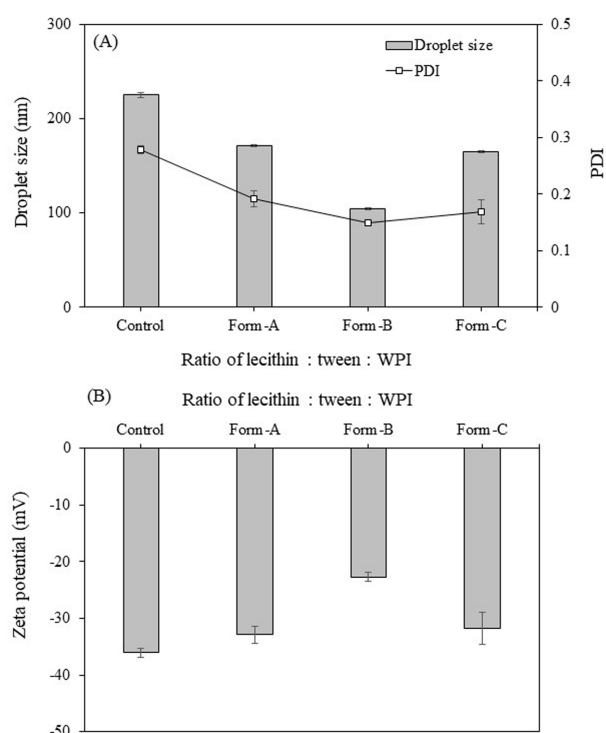 (A)
Droplet size
PDI
300
200
100
0
Droplet size (nm)
0.5
0.4
0.3
0.2
0.1
0
PDI
Control Form-A Form-B Form-C
Ratio of lecithin : tween : WPI
(B)
Ratio of lecithin : tween : WPI
Control Form-A Form-B Form-C
0
-10
-20
-30
-40
-50
Zeta potential (mV)